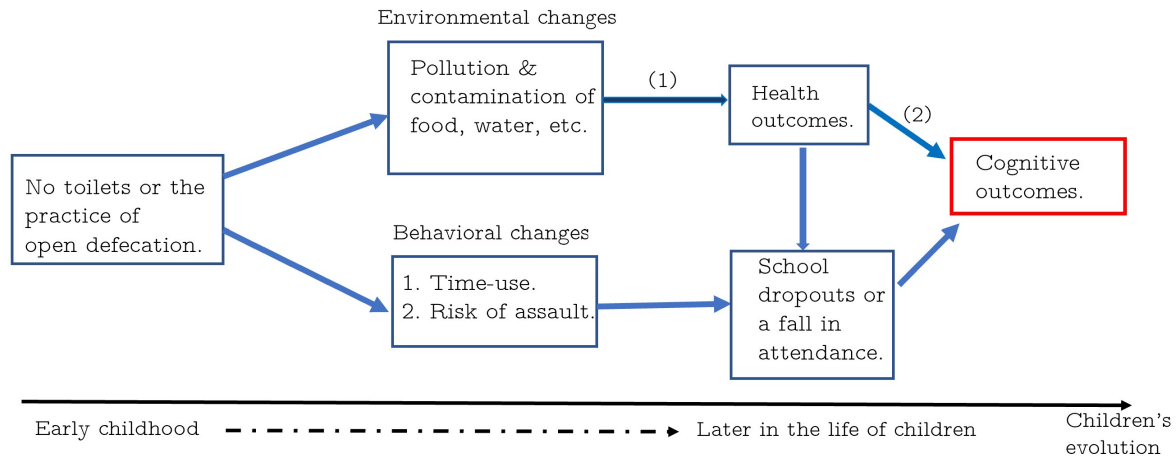 Environmental changes
Pollution &
contamination of
food, water, etc.
(1)
Health
outcomes.
(2)
Cognitive
outcomes.
No toilets or the
practice of
open defecation.
Behavioral changes
1. Time-use.
2. Risk of assault.
School
dropouts or
a fall in
attendance.
Early childhood
Later in the life of children
Children's
evolution